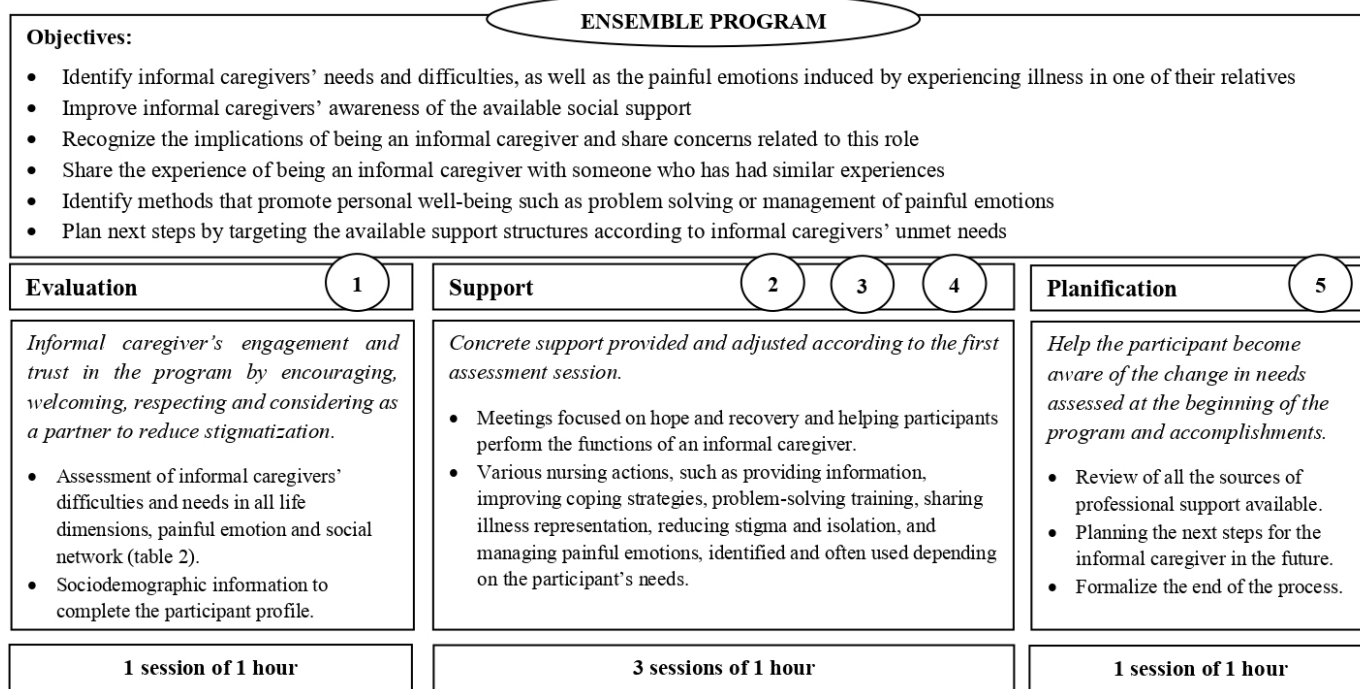 ENSEMBLE PROGRAM
Objectives:
• Identify informal caregivers’ needs and difficulties, as well as the painful emotions induced by experiencing illness in one of their relatives
• Improve informal caregivers’ awareness of the available social support
• Recognize the implications of being an informal caregiver and share concerns related to this role
• Share the experience of being an informal caregiver with someone who has had similar experiences
• Identify methods that promote personal well-being such as problem solving or management of painful emotions
• Plan next steps by targeting the available support structures according to informal caregivers’ unmet needs
Evaluation
1
Informal caregiver’s engagement and
trust in the program by encouraging,
welcoming, respecting and considering as
a partner to reduce stigmatization.
• Assessment of informal caregivers’
difficulties and needs in all life
dimensions, painful emotion and social
network (table 2).
• Sociodemographic information to
complete the participant profile.
1 session of 1 hour
Support
2
3
4
Concrete support provided and adjusted according to the first
assessment session.
• Meetings focused on hope and recovery and helping participants
perform the functions of an informal caregiver.
• Various nursing actions, such as providing information,
improving coping strategies, problem-solving training, sharing
illness representation, reducing stigma and isolation, and
managing painful emotions, identified and often used depending
on the participant’s needs.
3 sessions of 1 hour
Planification
5
Help the participant become
aware of the change in needs
assessed at the beginning of the
program and accomplishments.
• Review of all the sources of
professional support available.
• Planning the next steps for the
informal caregiver in the future.
• Formalize the end of the process.
1 session of 1 hour